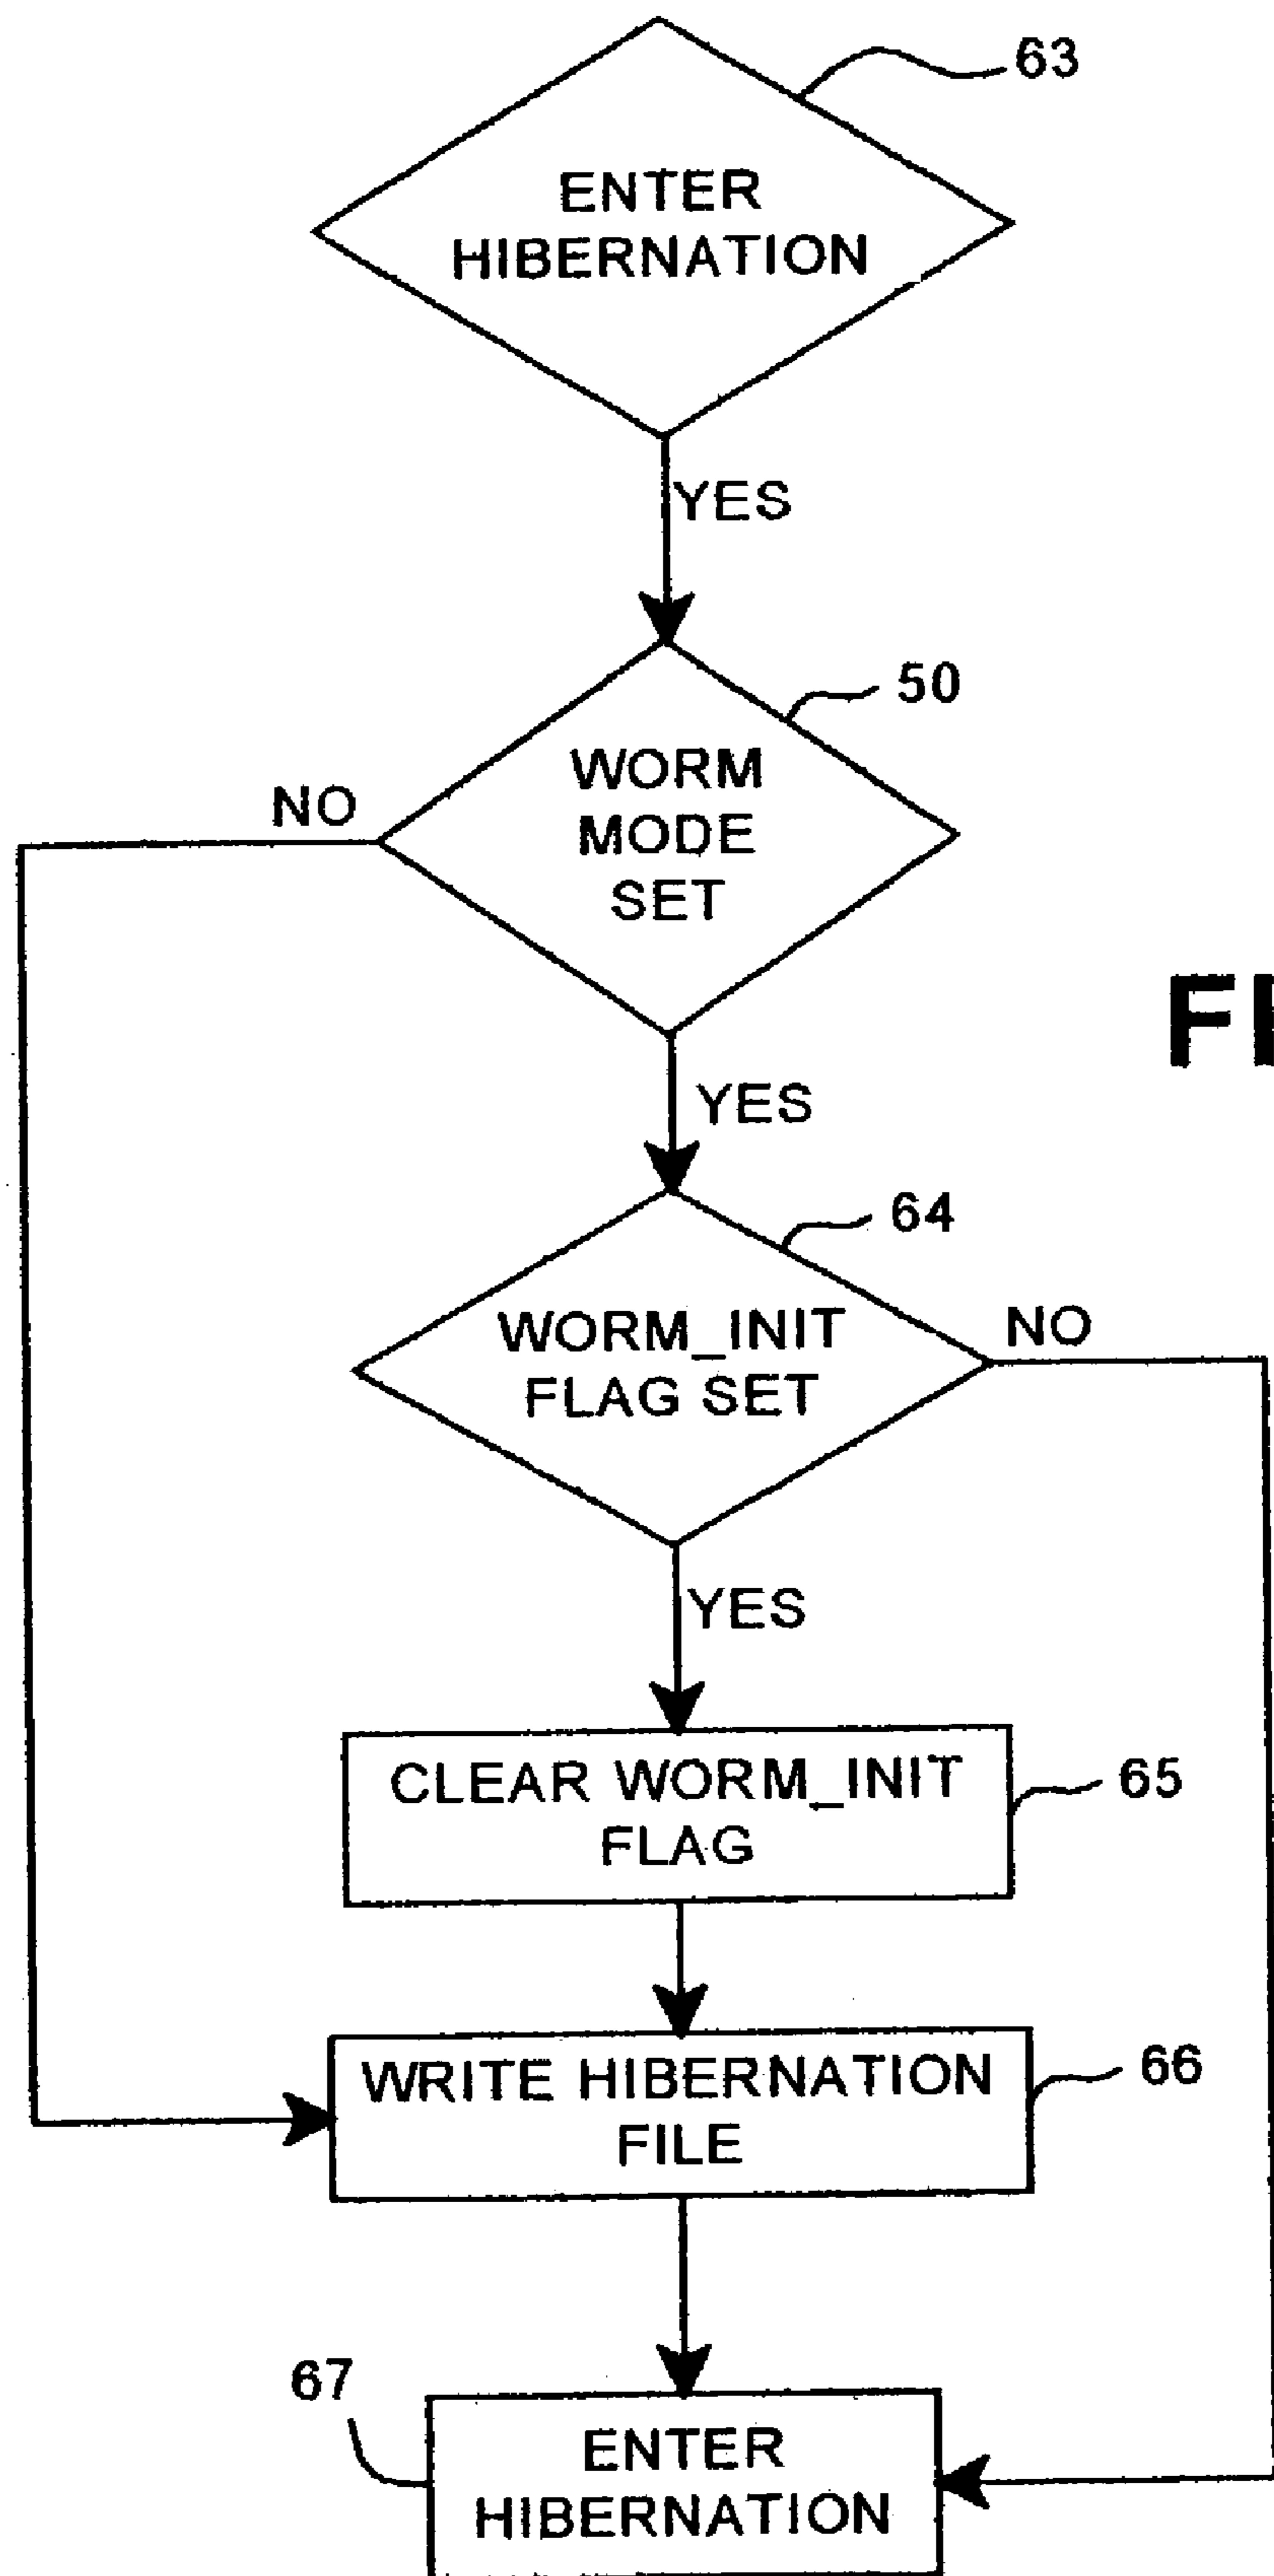 63
ENTER
HIBERNATION
YES
50
WORM
MODE
SET
NO
YES
64
WORM_INIT
FLAG SET
NO
YES
CLEAR WORM_INIT
FLAG
65
WRITE HIBERNATION
FILE
66
67
ENTER
HIBERNATION